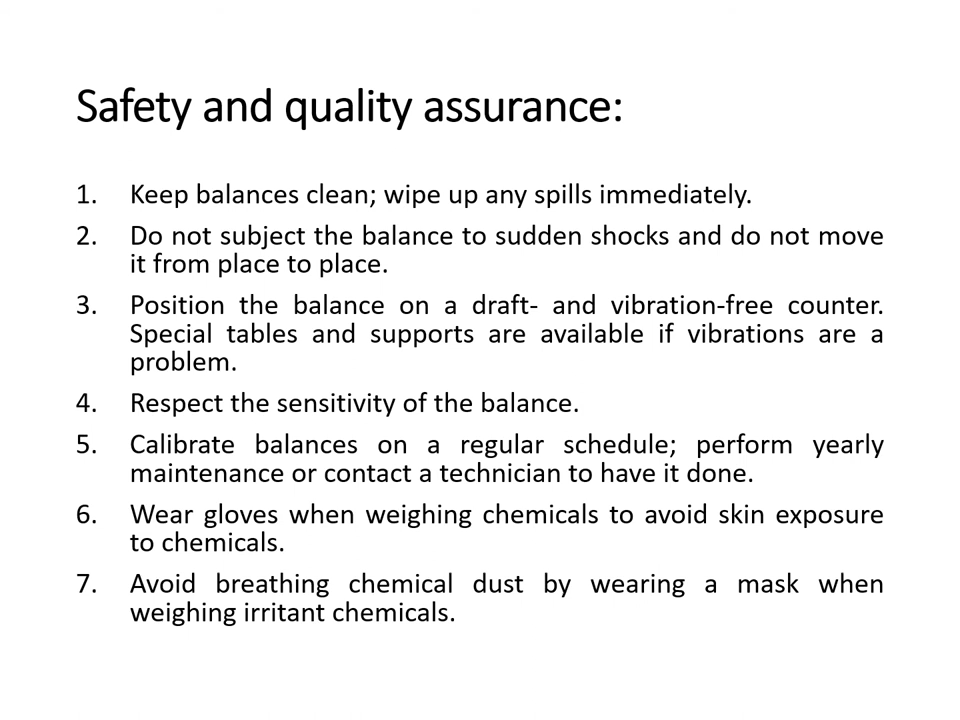 Safety and quality assurance:
1. Keep balances clean; wipe up any spills immediately.
2. Do not subject the balance to sudden shocks and do not move
it from place to place.
3. Position the balance on a draft- and vibration-free counter.
Special tables and supports are available if vibrations are a
problem.
4. Respect the sensitivity of the balance.
5. Calibrate balances on a regular schedule; perform yearly
maintenance or contact a technician to have it done.
6. Wear gloves when weighing chemicals to avoid skin exposure
to chemicals.
7. Avoid breathing chemical dust by wearing a mask when
weighing irritant chemicals.